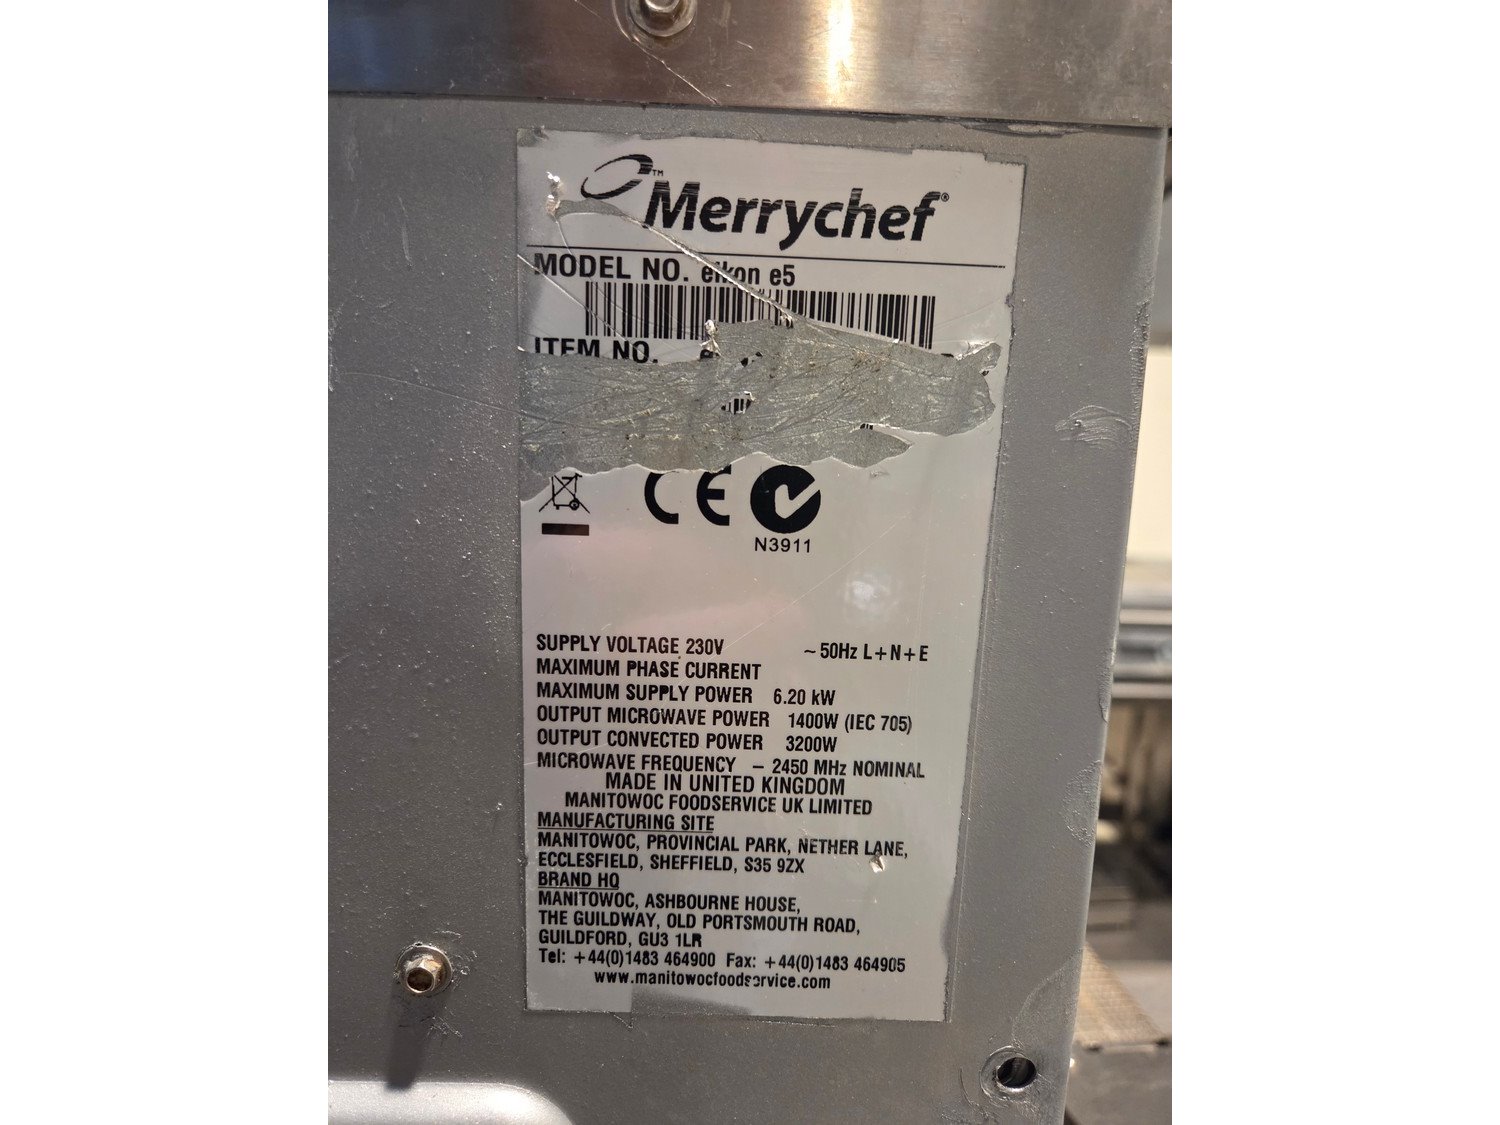 ™
Merrychef®
MODEL NO. eikon e5
ITEM NO.
CE
N3911
SUPPLY VOLTAGE 230V ~ 50Hz L+N+E
MAXIMUM PHASE CURRENT
MAXIMUM SUPPLY POWER 6.20 kW
OUTPUT MICROWAVE POWER 1400W (IEC 705)
OUTPUT CONVECTED POWER 3200W
MICROWAVE FREQUENCY – 2450 MHz NOMINAL
MADE IN UNITED KINGDOM
MANITOWOC FOODSERVICE UK LIMITED
MANUFACTURING SITE
MANITOWOC, PROVINCIAL PARK, NETHER LANE,
ECCLESFIELD, SHEFFIELD, S35 9ZX
BRAND HQ
MANITOWOC, ASHBOURNE HOUSE,
THE GUILDWAY, OLD PORTSMOUTH ROAD,
GUILDFORD, GU3 1LR
Tel: +44(0)1483 464900 Fax: +44(0)1483 464905
www.manitowocfoodservice.com